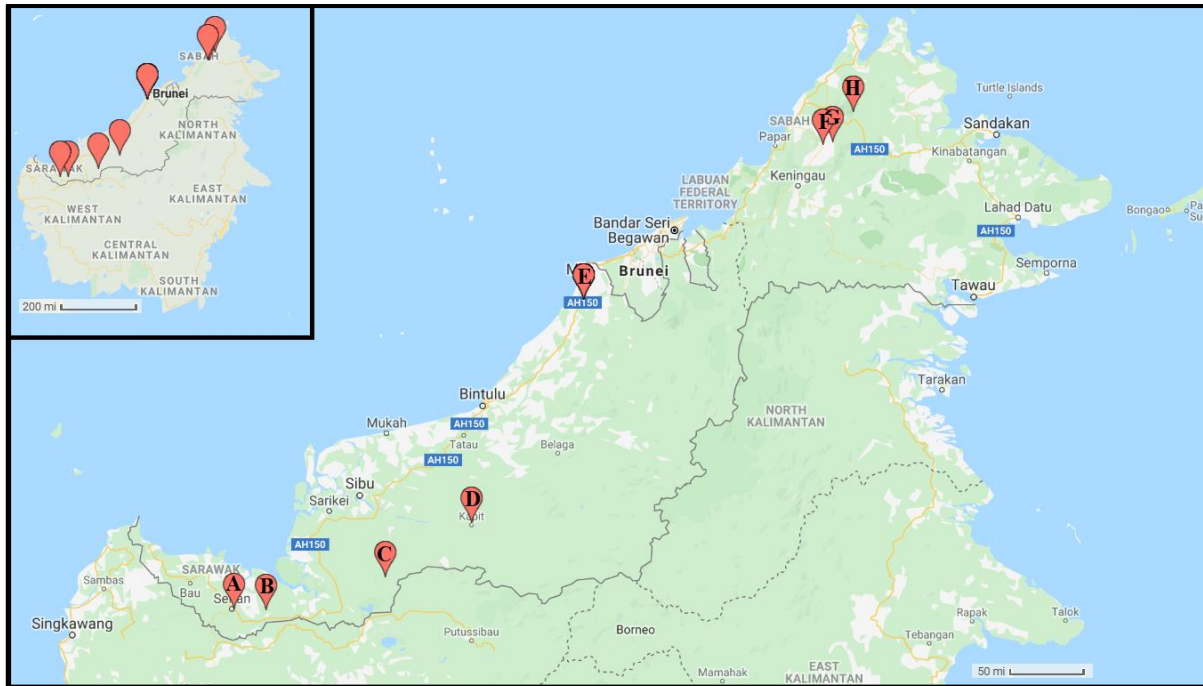 SABAH
Brunei
NORTH
KALIMANTAN
SARAWAK
EAST
KALIMANTAN
WEST
KALIMANTAN
CENTRAL
KALIMANTAN
SOUTH
KALIMANTAN
200 mi
H
Turtle Islands
G
F
SABAH
Papar
Sandakan
AH150
Kinabatangan
Keningau
LABUAN
FEDERAL
TERRITORY
Lahad Datu
Bongao
Bandar Seri
Begawan
AH150
Brunei
Semporna
E
Tawau
AH150
Tarakan
Bintulu
NORTH
KALIMANTAN
Mukah
AH150
Tatau
Belaga
AH150
Sibu
D
Sarikei
Kapit
AH150
C
SARAWAK
A
B
Sambas
Bau
Singkawang
Putussibau
Borneo
Rapak
Talok
Tebangan
EAST
KALIMANTAN
Mamahak
50 mi